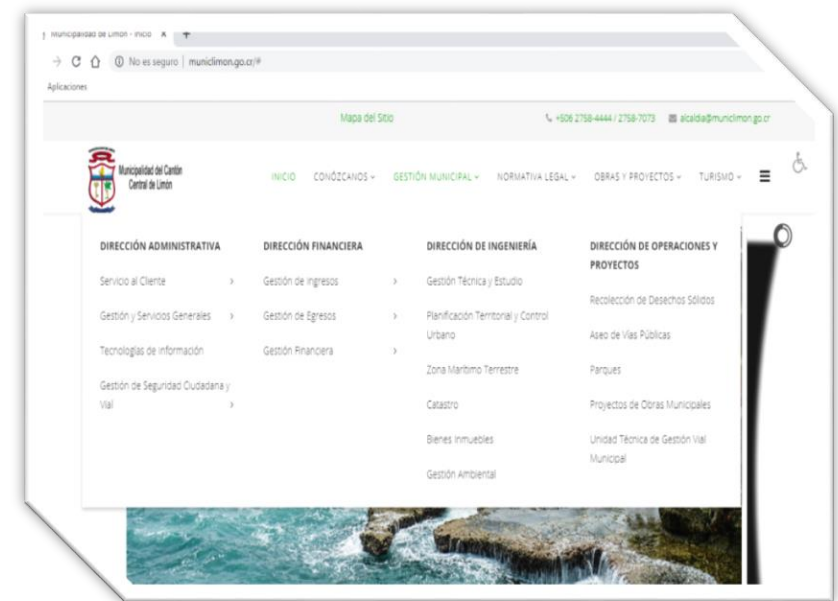 Municipalidad de Limón - Inicio x +
No es seguro | municlimon.go.cr/#
Aplicaciones
Mapa del Sitio
+506 2758-4444 / 2758-7073 alcaldia@municlimon.go.cr
Municipalidad del Cantón
Central de Limón
INICIO CONÓZCANOS GESTIÓN MUNICIPAL NORMATIVA LEGAL OBRAS Y PROYECTOS TURISMO
DIRECCIÓN ADMINISTRATIVA
Servicio al Cliente >
Gestión y Servicios Generales >
Tecnologías de Información
Gestión de Seguridad Ciudadana y
Vial >
DIRECCIÓN FINANCIERA
Gestión de Ingresos >
Gestión de Egresos >
Gestión Financiera >
DIRECCIÓN DE INGENIERÍA
Gestión Técnica y Estudio
Planificación Territorial y Control
Urbano
Zona Marítimo Terrestre
Catastro
Bienes Inmuebles
Gestión Ambiental
DIRECCIÓN DE OPERACIONES Y
PROYECTOS
Recolección de Desechos Sólidos
Aseo de Vías Públicas
Parques
Proyectos de Obras Municipales
Unidad Técnica de Gestión Vial
Municipal